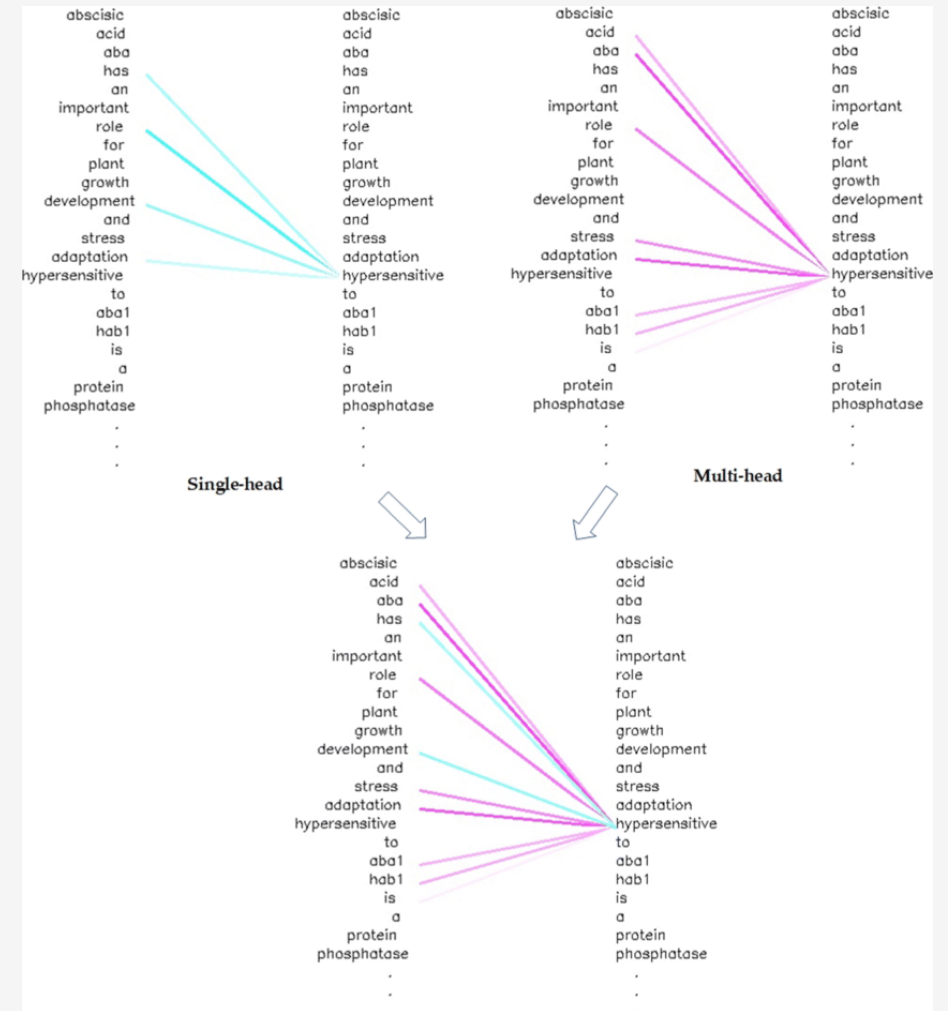 abscisic abscisic abscisic abscisic
acid acid acid acid
aba aba aba aba
has has has has
an an an an
important important important important
role role role role
for for for for
plant plant plant plant
growth growth growth growth
development development development development
and and and and
stress stress stress stress
adaptation adaptation adaptation adaptation
hypersensitive hypersensitive hypersensitive hypersensitive
to to to to
aba1 aba1 aba1 aba1
hab1 hab1 hab1 hab1
is is is is
a a a a
protein protein protein protein
phosphatase phosphatase phosphatase phosphatase
. . . .
. . . .
. . . .
Single-head Multi-head
abscisic abscisic
acid acid
aba aba
has has
an an
important important
role role
for for
plant plant
growth growth
development development
and and
stress stress
adaptation adaptation
hypersensitive hypersensitive
to to
aba1 aba1
hab1 hab1
is is
a a
protein protein
phosphatase phosphatase
. .
. .